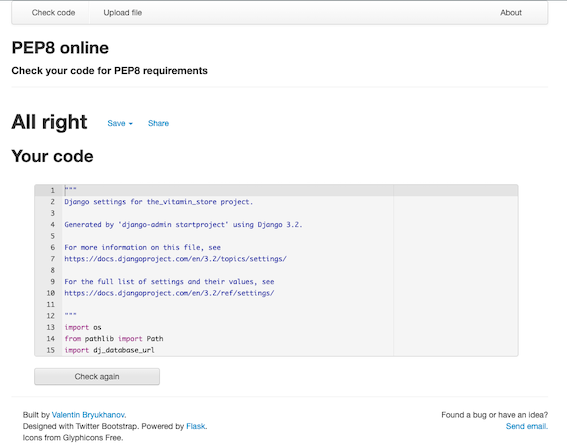 Check code Upload file About
PEP8 online
Check your code for PEP8 requirements
All right Save Share
Your code
1 """
2 Django settings for the_vitamin_store project.
3
4 Generated by 'django-admin startproject' using Django 3.2.
5
6 For more information on this file, see
7 https://docs.djangoproject.com/en/3.2/topics/settings/
8
9 For the full list of settings and their values, see
10 https://docs.djangoproject.com/en/3.2/ref/settings/
11
12 """
13 import os
14 from pathlib import Path
15 import dj_database_url
Check again
Built by Valentin Bryukhanov. Found a bug or have an idea?
Designed with Twitter Bootstrap. Powered by Flask. Send email.
Icons from Glyphicons Free.